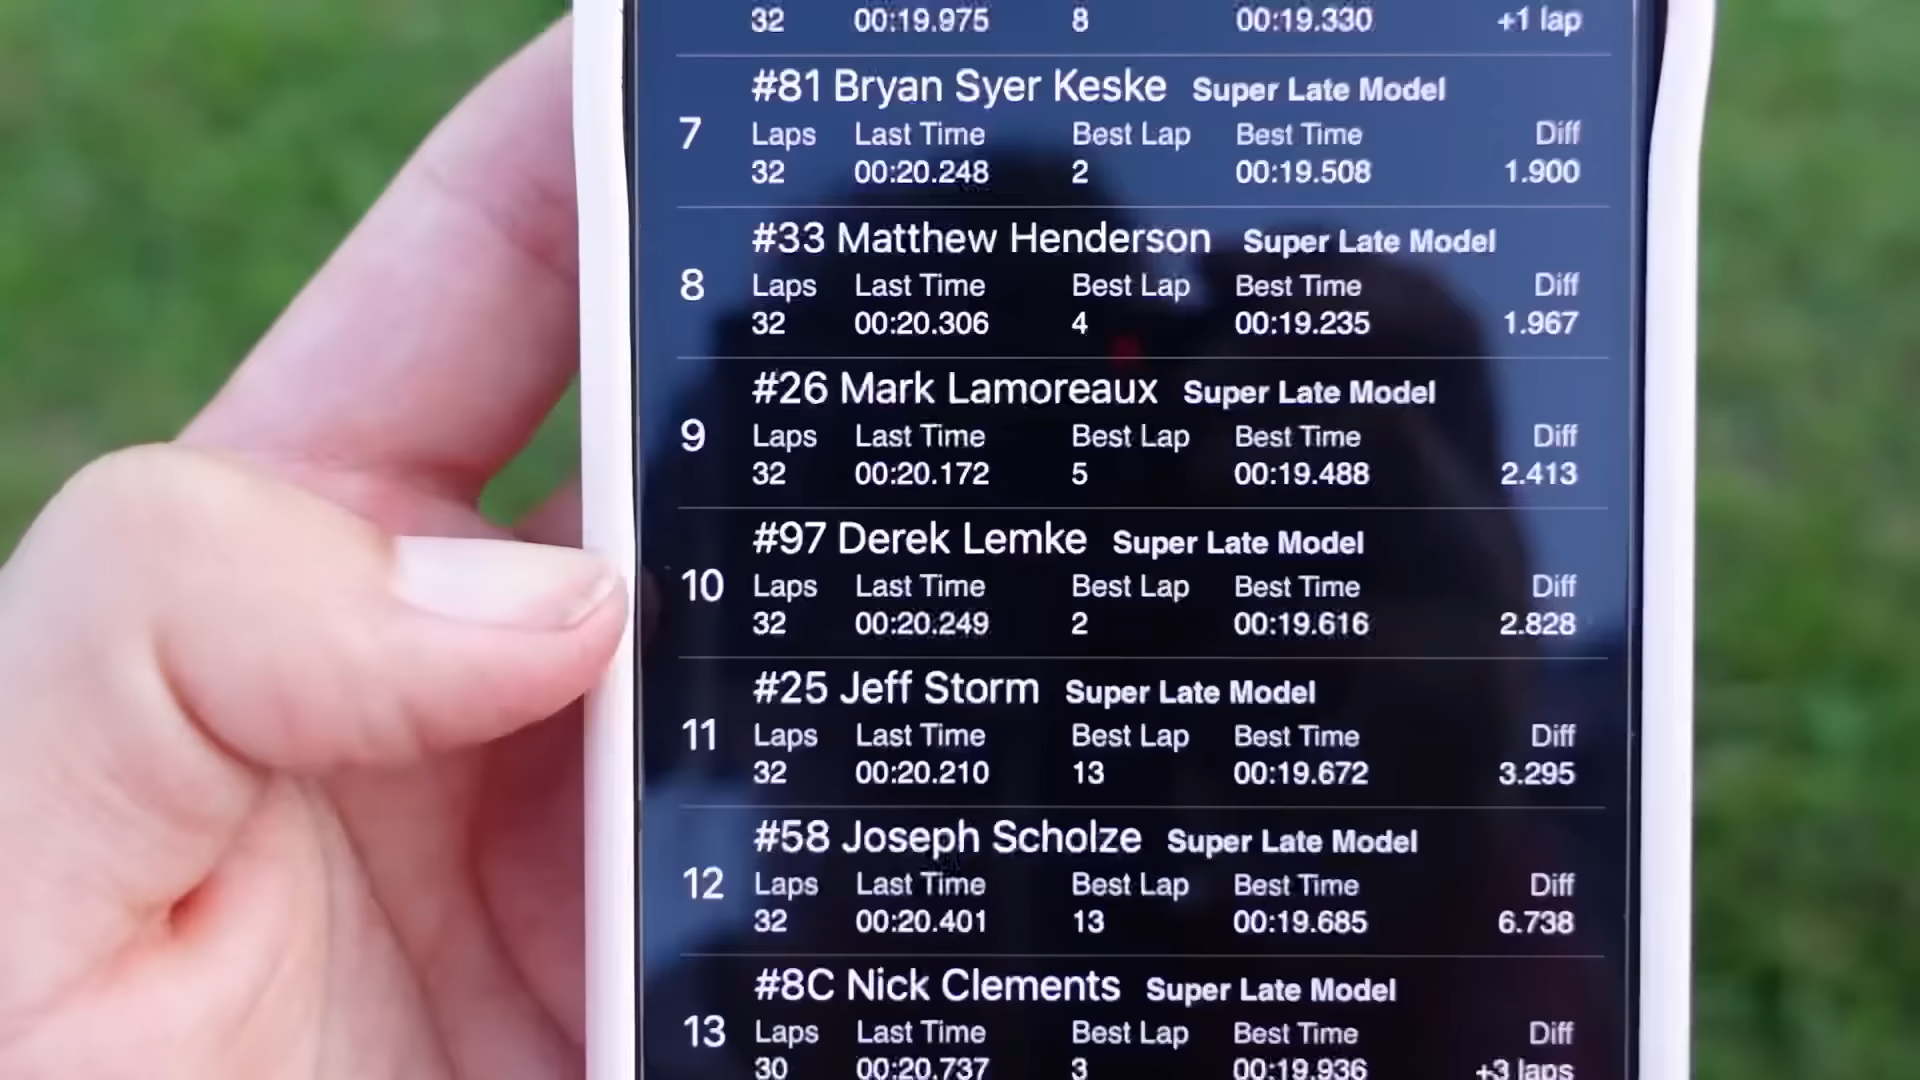 32 00:19.975 8 00:19.330 +1 lap
#81 Bryan Syer Keske Super Late Model
7 Laps Last Time Best Lap Best Time Diff
32 00:20.248 2 00:19.508 1.900
#33 Matthew Henderson Super Late Model
8 Laps Last Time Best Lap Best Time Diff
32 00:20.306 4 00:19.235 1.967
#26 Mark Lamoreaux Super Late Model
9 Laps Last Time Best Lap Best Time Diff
32 00:20.172 5 00:19.488 2.413
#97 Derek Lemke Super Late Model
10 Laps Last Time Best Lap Best Time Diff
32 00:20.249 2 00:19.616 2.828
#25 Jeff Storm Super Late Model
11 Laps Last Time Best Lap Best Time Diff
32 00:20.210 13 00:19.672 3.295
#58 Joseph Scholze Super Late Model
12 Laps Last Time Best Lap Best Time Diff
32 00:20.401 13 00:19.685 6.738
#8C Nick Clements Super Late Model
13 Laps Last Time Best Lap Best Time Diff
30 00:20.737 3 00:19.936 +3 laps